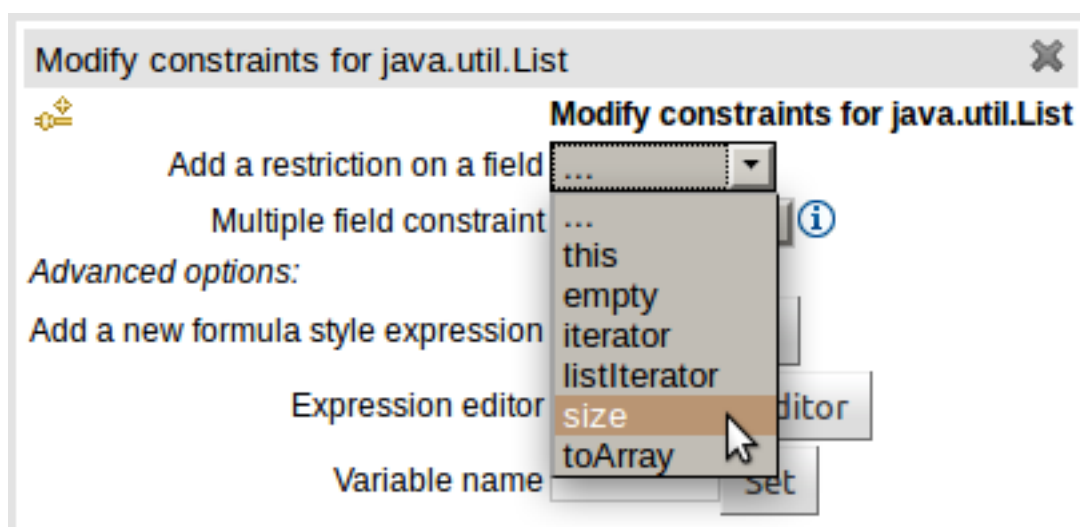 Modify constraints for java.util.List
Modify constraints for java.util.List
Add a restriction on a field ...
Multiple field constraint ...
this
Advanced options:
empty
Add a new formula style expression iterator
listIterator
Expression editor size ditor
toArray
Variable name Set